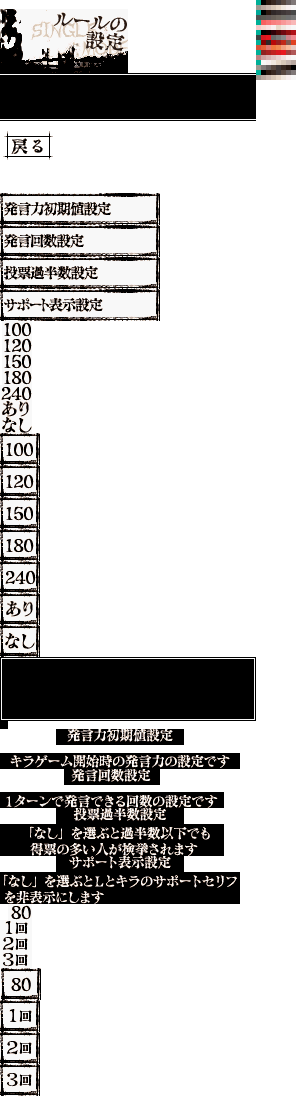 SINGL
ルールの
設定
戻る
発言力初期値設定
発言回数設定
投票過半数設定
サポート表示設定
100
120
150
180
240
あり
なし
100
120
150
180
240
あり
なし
発言力初期値設定
キラゲーム開始時の発言力の設定です
発言回数設定
1ターンで発言できる回数の設定です
投票過半数設定
「なし」を選ぶと過半数以下でも
得票の多い人が検挙されます
サポート表示設定
「なし」を選ぶとしとキラのサポートセリフ
を非表示にします
80
1回
2回
3回
80
1回
2回
3回